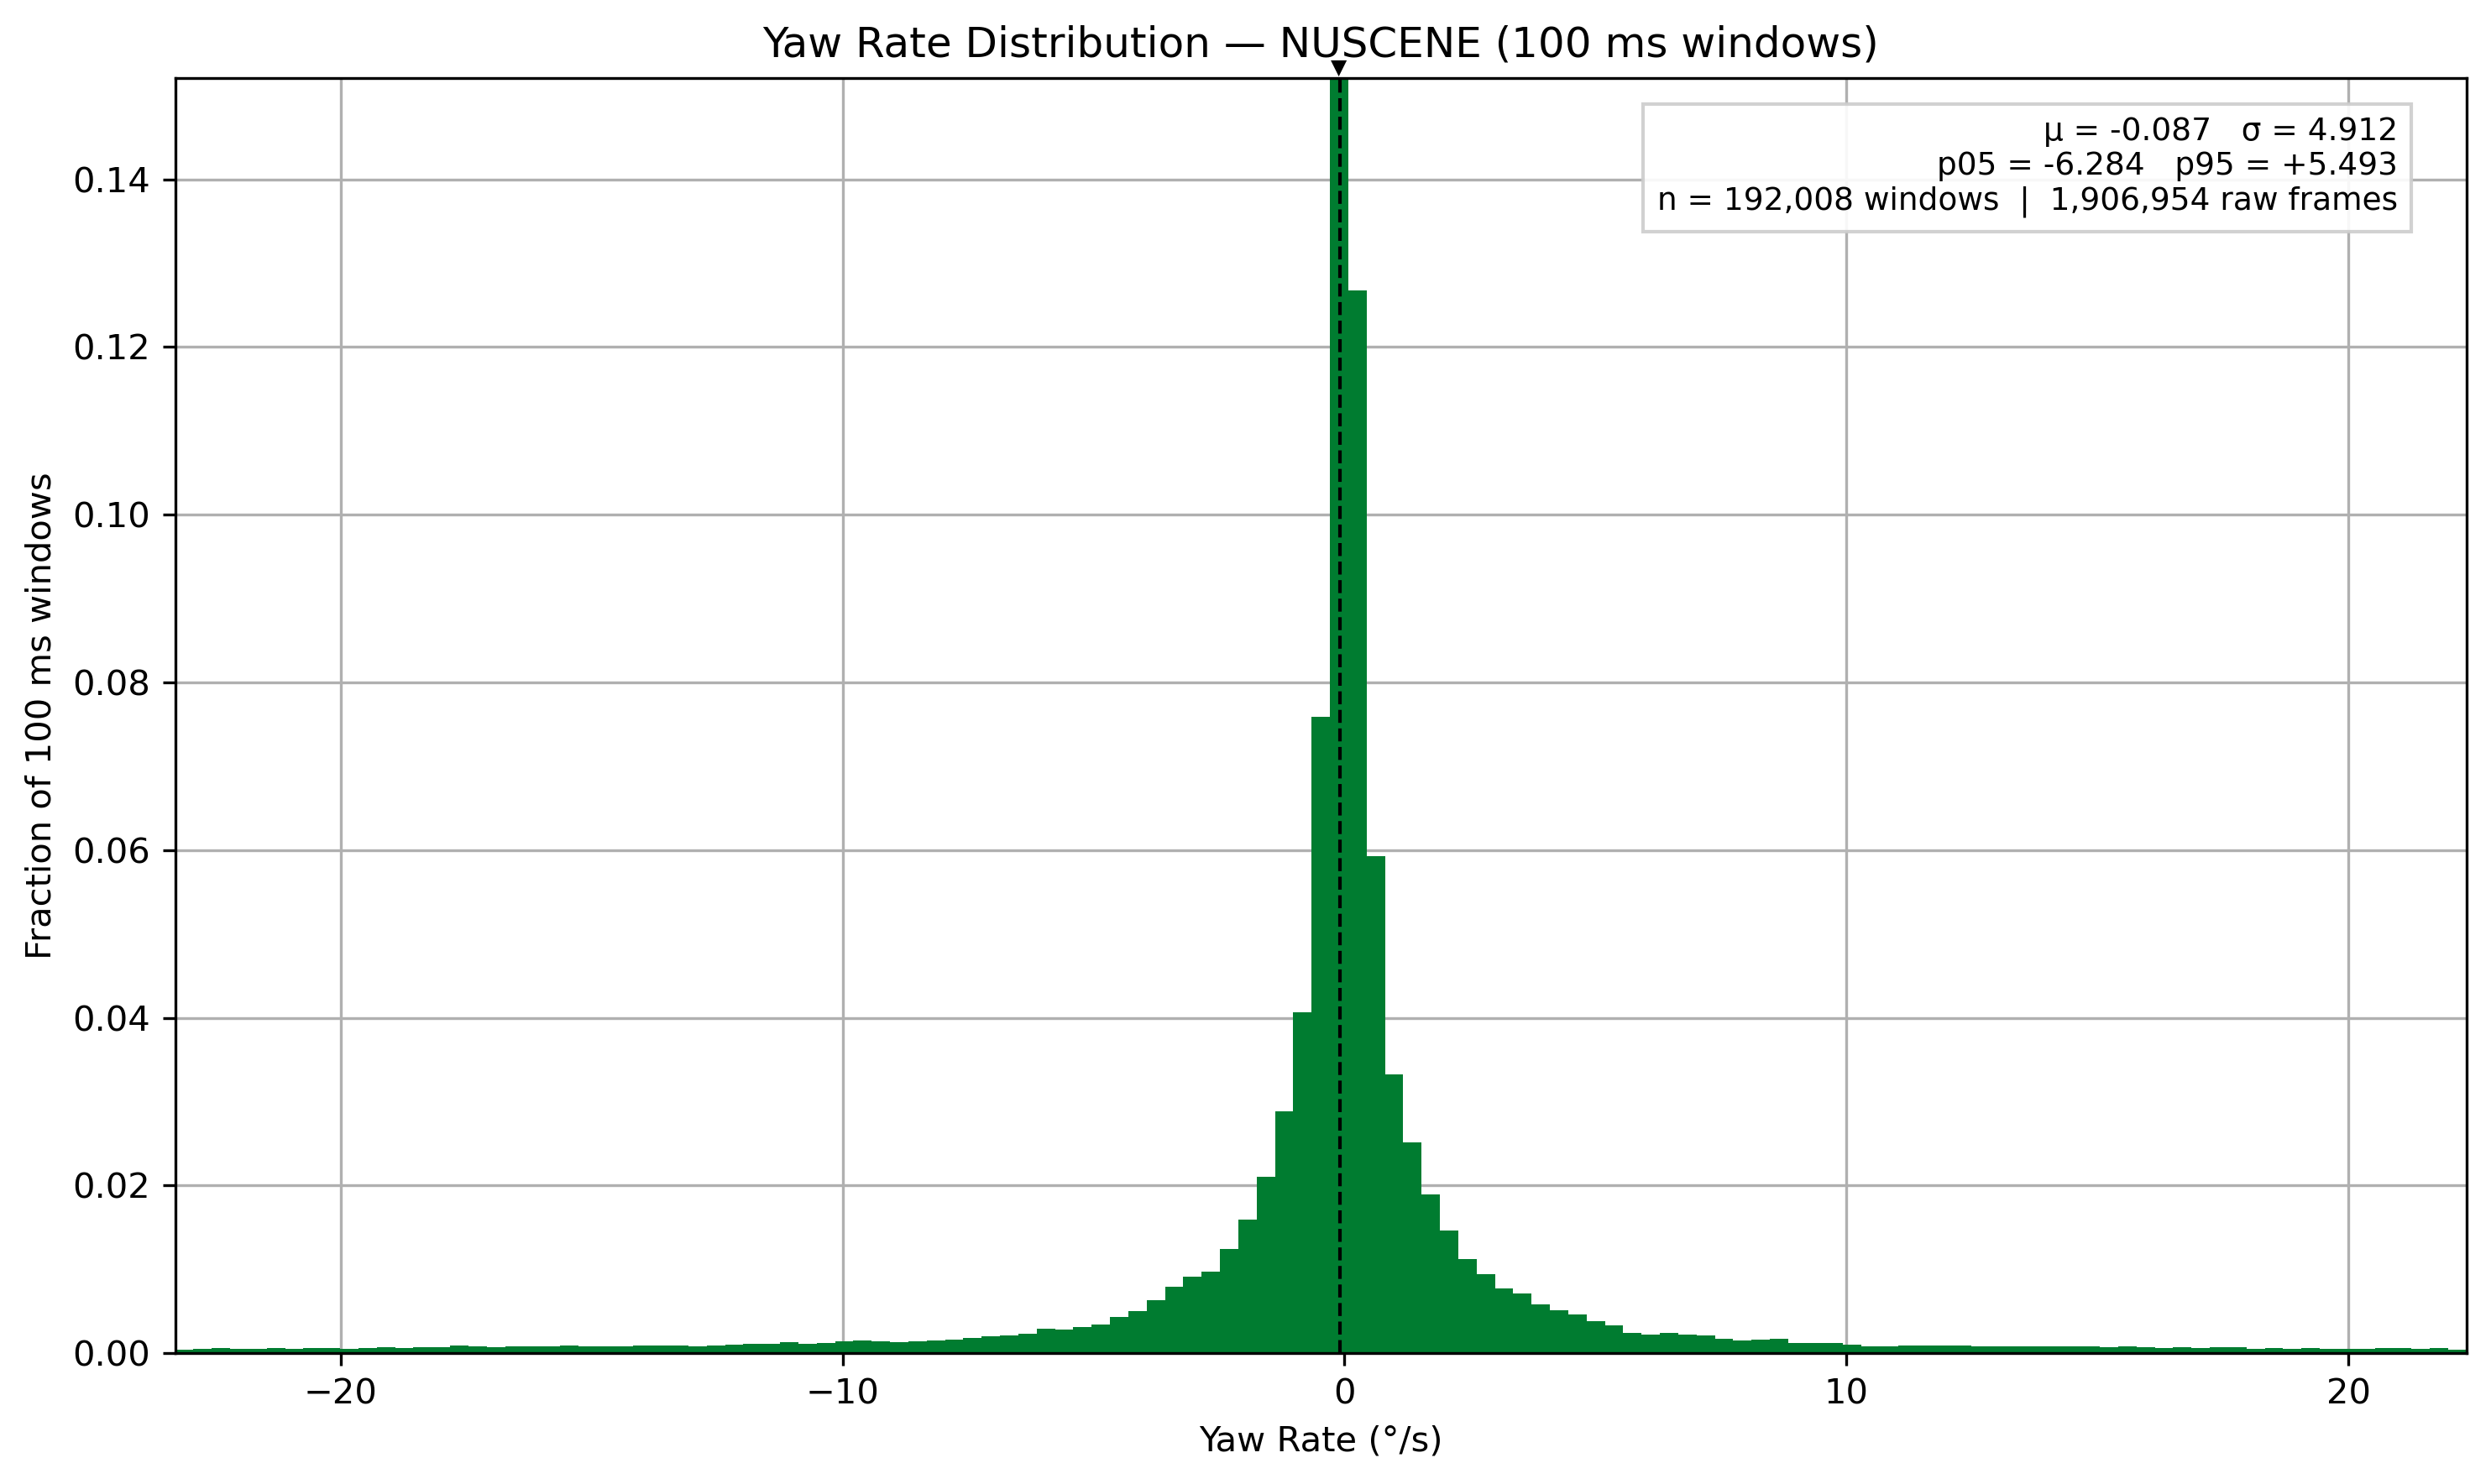 Yaw Rate Distribution — NUSCENE (100 ms windows)
μ = -0.087   σ = 4.912
p05 = -6.284   p95 = +5.493
n = 192,008 windows  |  1,906,954 raw frames
Fraction of 100 ms windows
0.14
0.12
0.10
0.08
0.06
0.04
0.02
0.00
−20
−10
0
10
20
Yaw Rate (°/s)